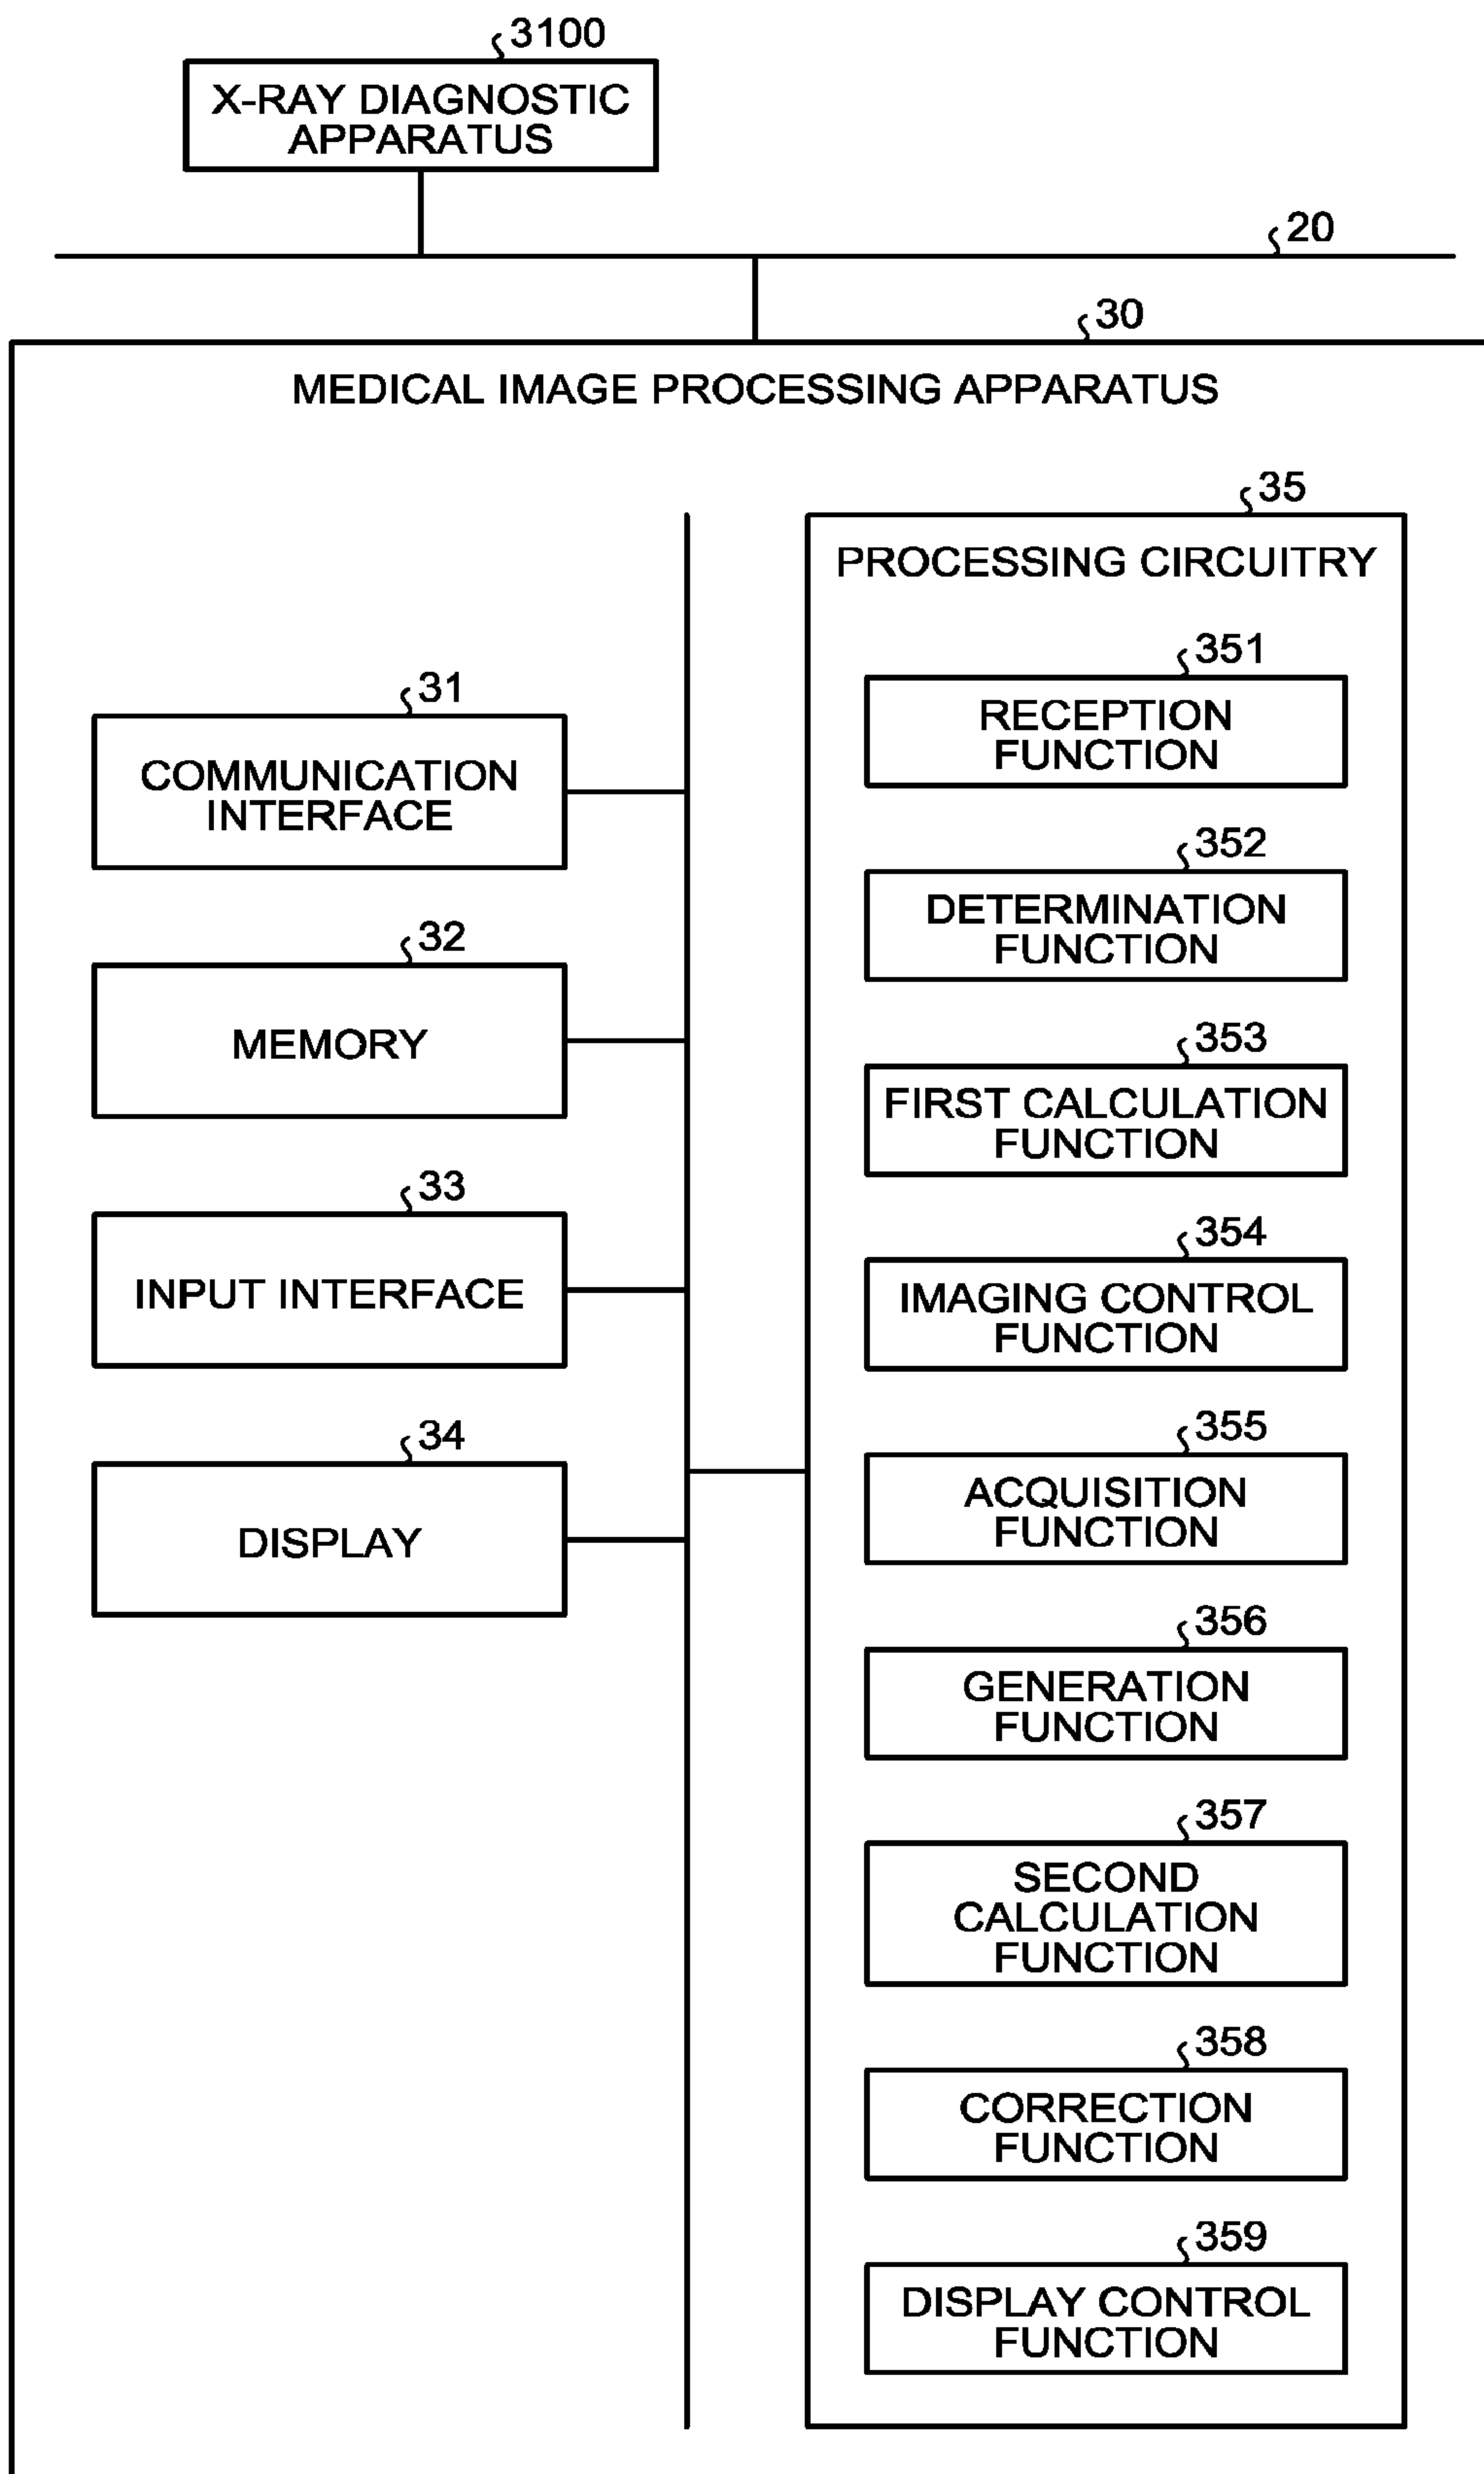 3100
X-RAY DIAGNOSTIC
APPARATUS
20
30
MEDICAL IMAGE PROCESSING APPARATUS
31
COMMUNICATION
INTERFACE
32
MEMORY
33
INPUT INTERFACE
34
DISPLAY
35
PROCESSING CIRCUITRY
351
RECEPTION
FUNCTION
352
DETERMINATION
FUNCTION
353
FIRST CALCULATION
FUNCTION
354
IMAGING CONTROL
FUNCTION
355
ACQUISITION
FUNCTION
356
GENERATION
FUNCTION
357
SECOND
CALCULATION
FUNCTION
358
CORRECTION
FUNCTION
359
DISPLAY CONTROL
FUNCTION